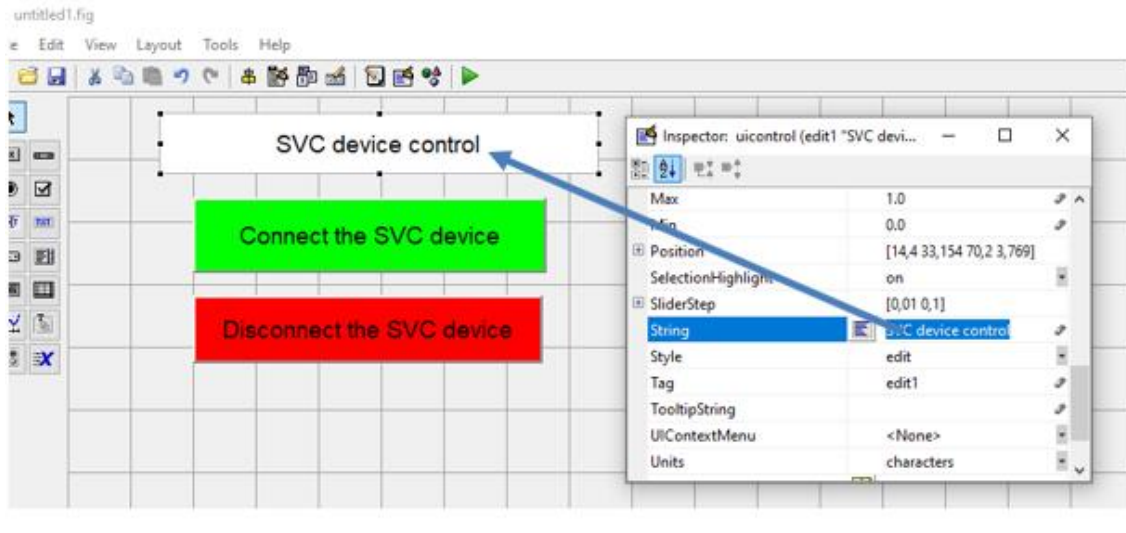 untitled1.fig
e Edit View Layout Tools Help
SVC device control
Connect the SVC device
Disconnect the SVC device
Inspector: uicontrol (edit1 "SVC devi...
Max 1.0
Min 0.0
Position [14,4 33,154 70,2 3,769]
SelectionHighlight on
SliderStep [0,01 0,1]
String SVC device control
Style edit
Tag edit1
TooltipString
UIContextMenu <None>
Units characters